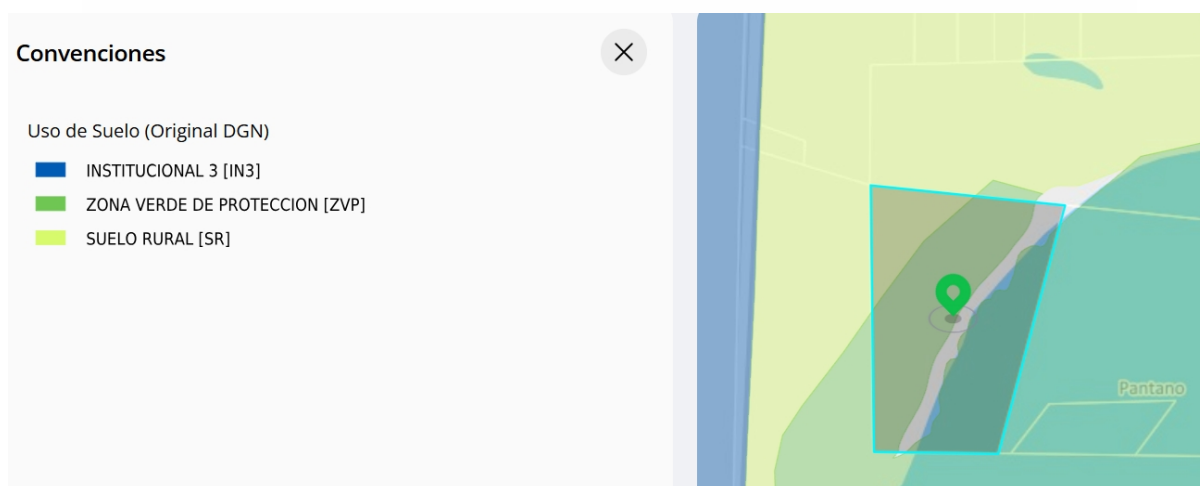 Convenciones
Uso de Suelo (Original DGN)
INSTITUCIONAL 3 [IN3]
ZONA VERDE DE PROTECCION [ZVP]
SUELO RURAL [SR]
Pantano